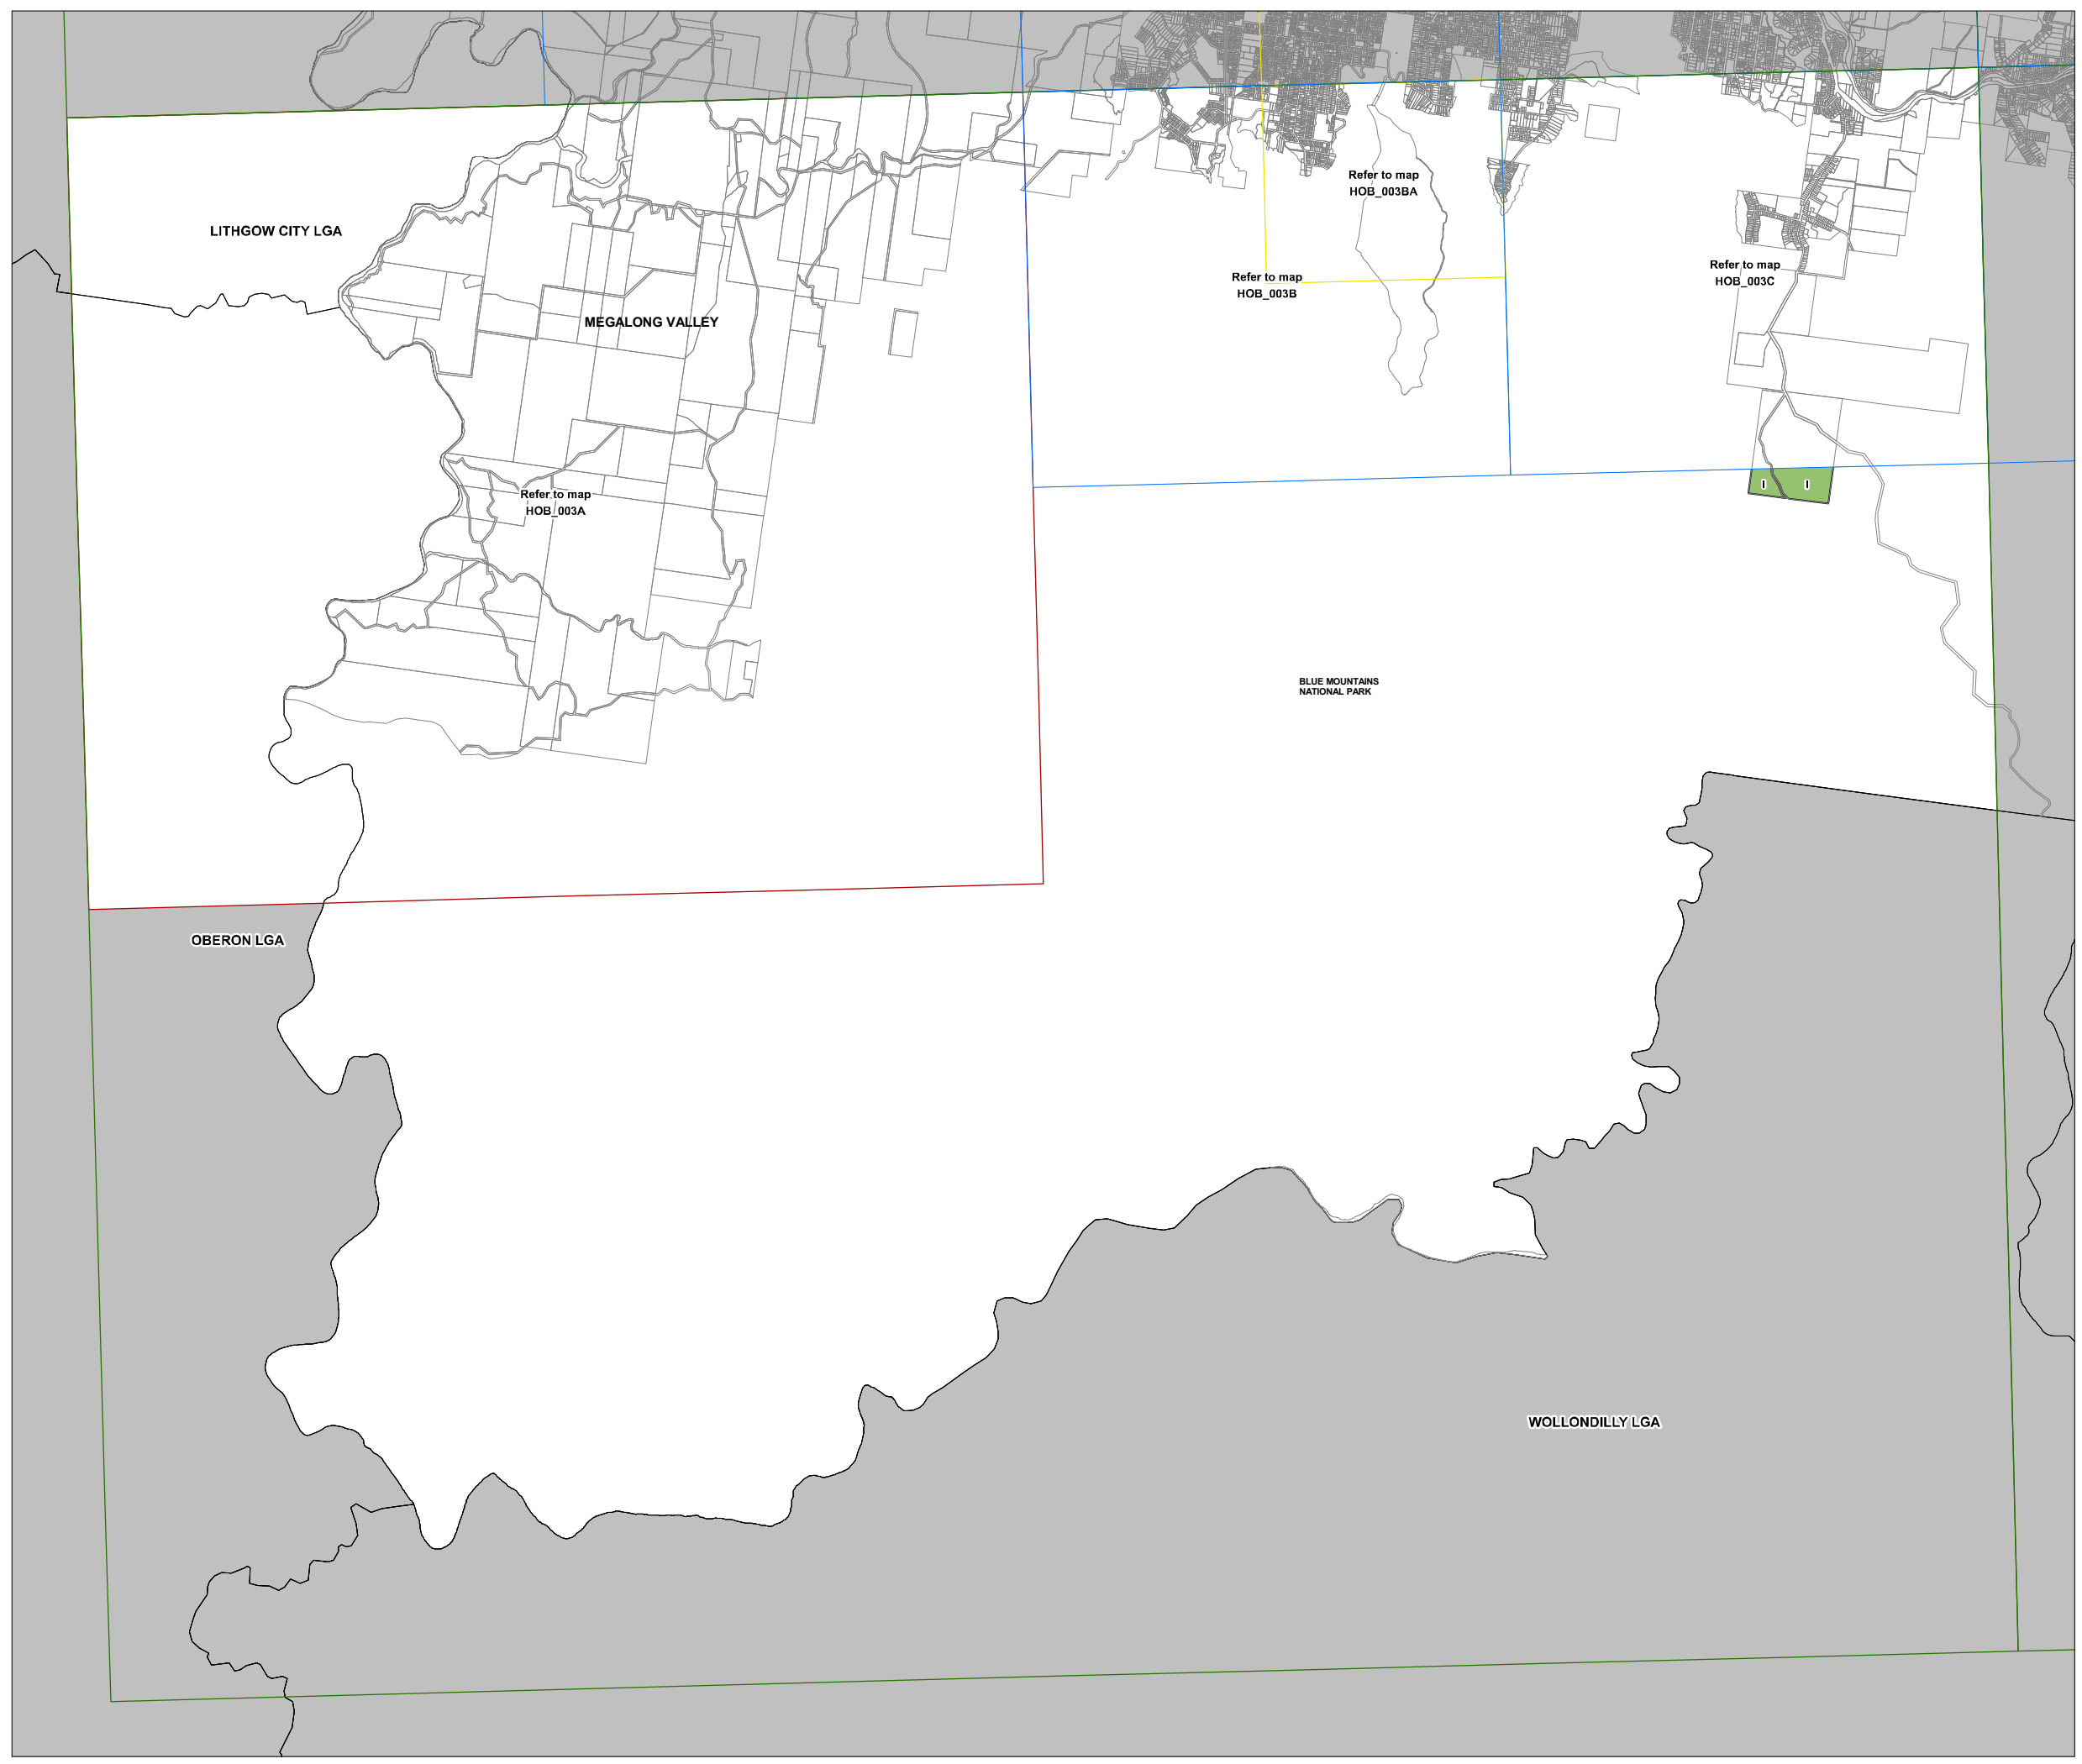 Refer to map
HOB_003BA
LITHGOW CITY LGA
Refer to map
HOB_003C
Refer to map
HOB_003B
MEGALONG VALLEY
I
I
Refer to map
HOB_003A
BLUE MOUNTAINS
NATIONAL PARK
OBERON LGA
WOLLONDILLY LGA